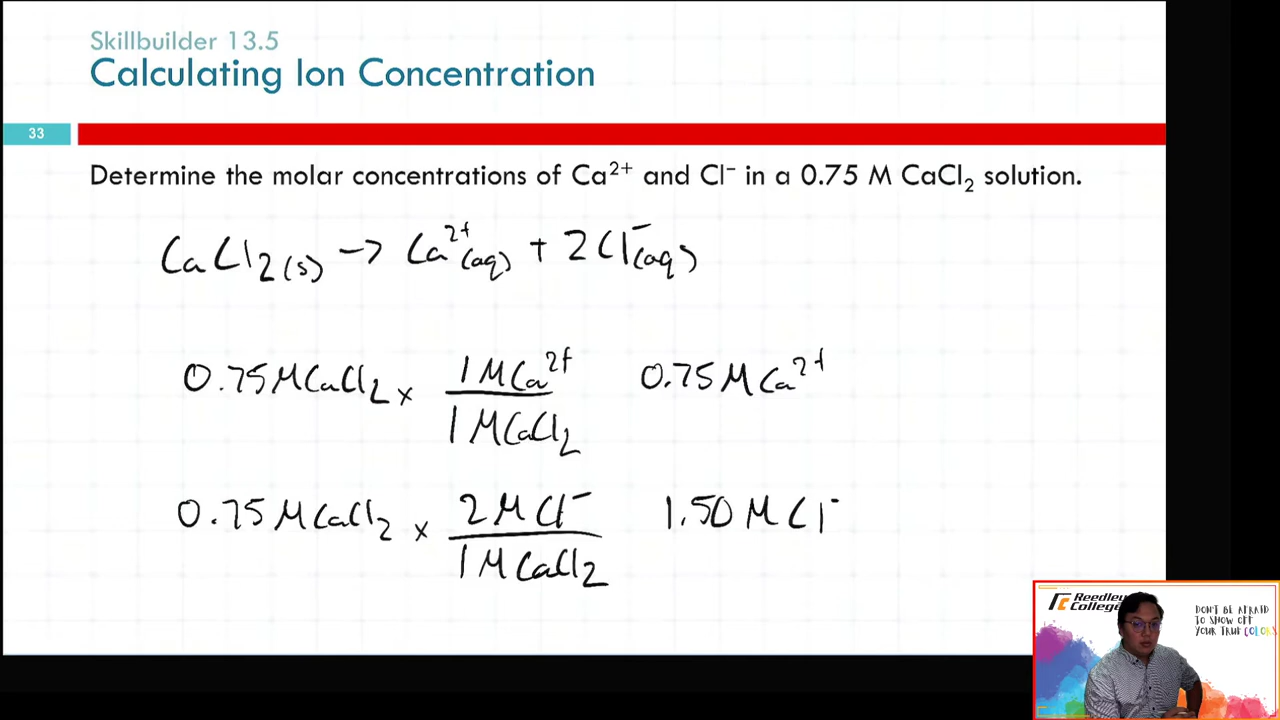 Skillbuilder 13.5
Calculating Ion Concentration
33
Determine the molar concentrations of Ca²⁺ and Cl⁻ in a 0.75 M CaCl₂ solution.
CaCl₂(s) → Ca²⁺(aq) + 2Cl⁻(aq)
0.75 M CaCl₂ × 1 M Ca²⁺ / 1 M CaCl₂ 0.75 M Ca²⁺
0.75 M CaCl₂ × 2 M Cl⁻ / 1 M CaCl₂ 1.50 M Cl⁻
Reedley College
DON'T BE AFRAID
TO SHOW OFF
YOUR TRUE COLORS